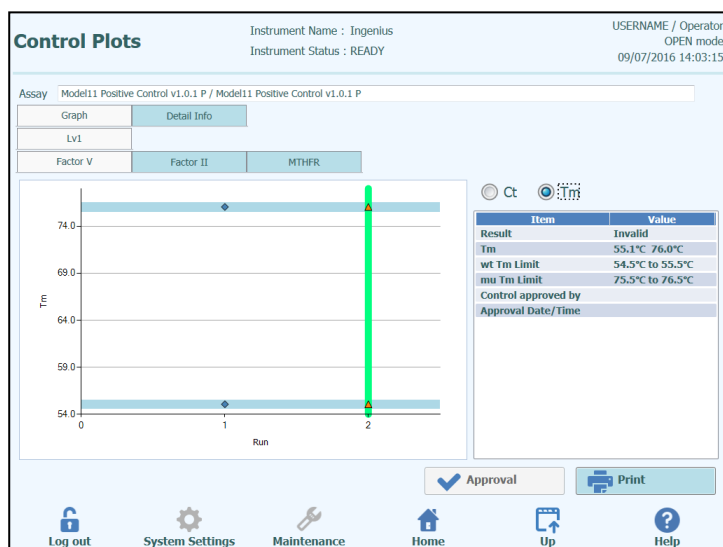 Control Plots
Instrument Name : Ingenius
Instrument Status : READY
USERNAME / Operator
OPEN mode
09/07/2016 14:03:15
Assay Model11 Positive Control v1.0.1 P / Model11 Positive Control v1.0.1 P
Graph Detail Info
Lv1
Factor V Factor II MTHFR
Ct Tm
74.0
69.0
64.0
59.0
54.0
Tm
0 1 2
Run
Item Value
Result Invalid
Tm 55.1°C 76.0°C
wt Tm Limit 54.5°C to 55.5°C
mu Tm Limit 75.5°C to 76.5°C
Control approved by
Approval Date/Time
Approval Print
Log out System Settings Maintenance Home Up Help